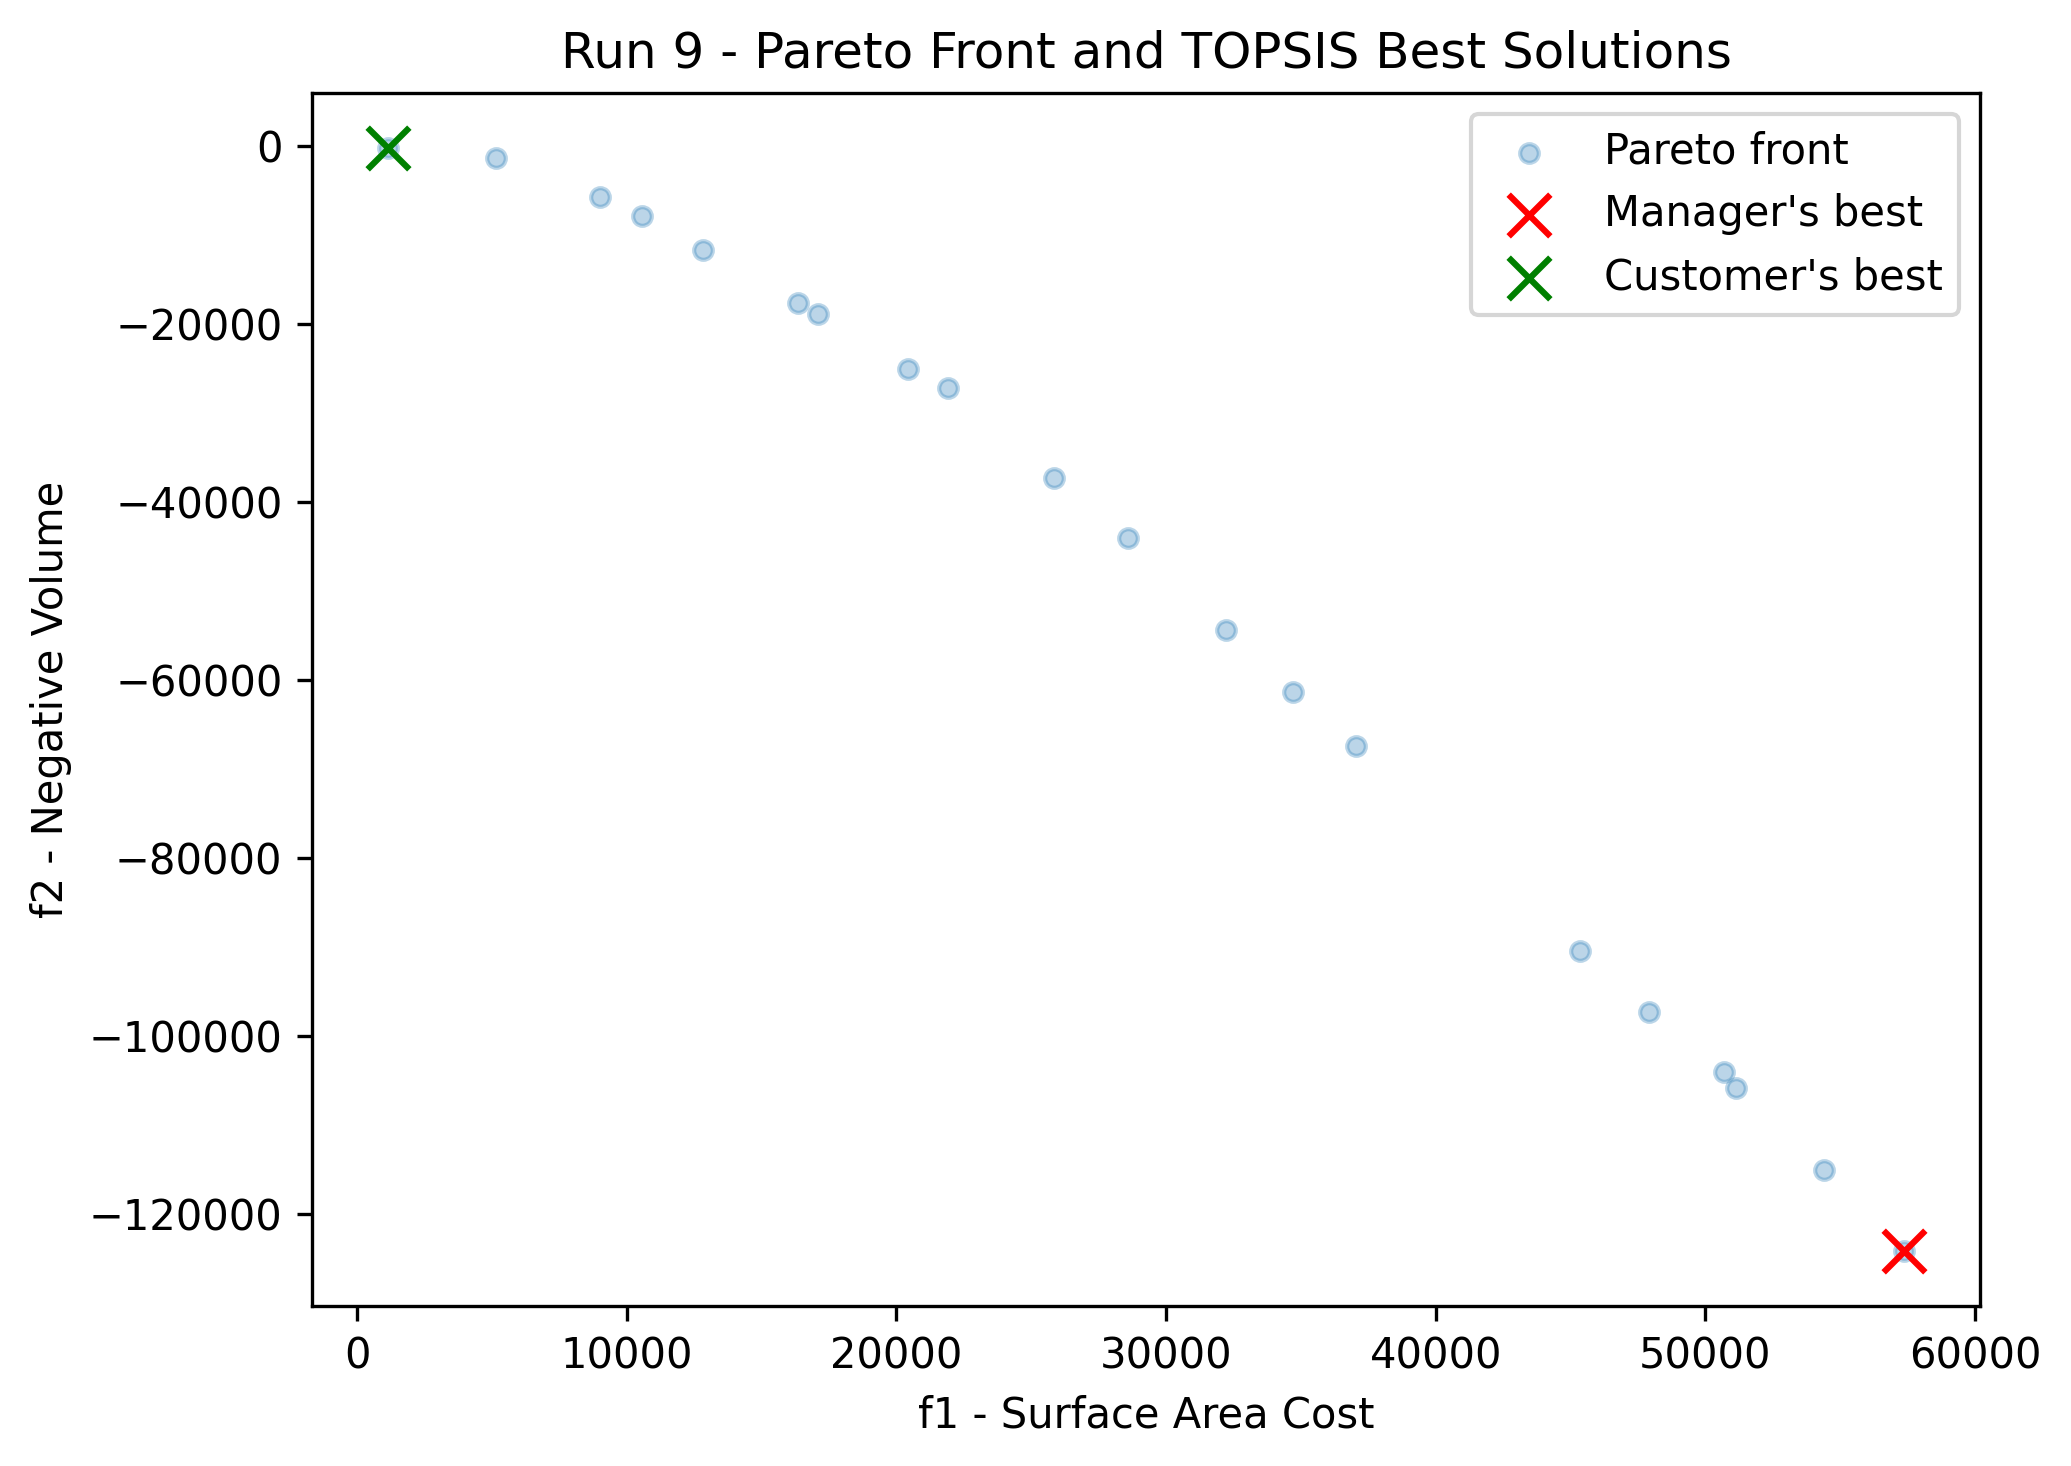 Run 9 - Pareto Front and TOPSIS Best Solutions
Pareto front
Manager's best
Customer's best
0
−20000
−40000
−60000
−80000
−100000
−120000
f2 - Negative Volume
0 10000 20000 30000 40000 50000 60000
f1 - Surface Area Cost